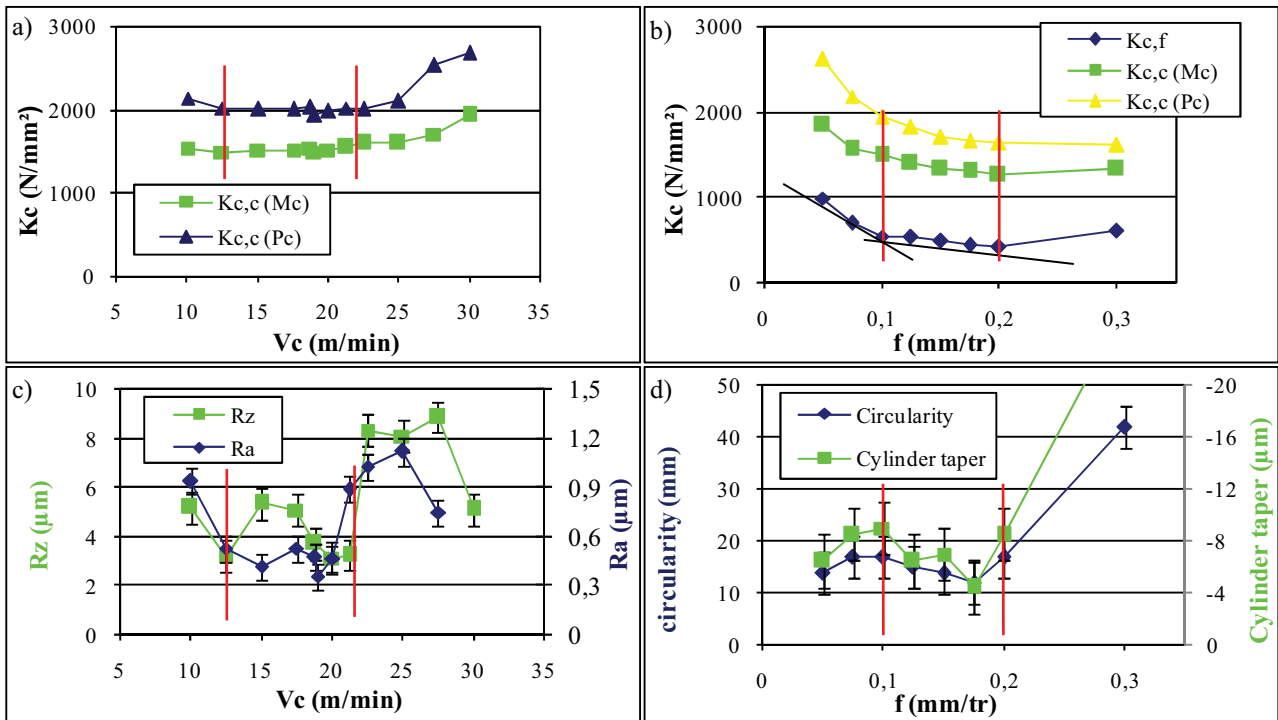 a)
3000
2000
1000
0
Kc (N/mm²)
Kc,c (Mc)
Kc,c (Pc)
5 10 15 20 25 30 35
Vc (m/min)
b)
3000
2000
1000
0
Kc (N/mm²)
Kc,f
Kc,c (Mc)
Kc,c (Pc)
0 0,1 0,2 0,3
f (mm/tr)
c)
10
8
6
4
2
0
Rz (µm)
Rz
Ra
1,5
1,2
0,9
0,6
0,3
0
Ra (µm)
5 10 15 20 25 30 35
Vc (m/min)
d)
50
40
30
20
10
0
circularity (mm)
Circularity
Cylinder taper
-20
-16
-12
-8
-4
0
Cylinder taper (µm)
0 0,1 0,2 0,3
f (mm/tr)